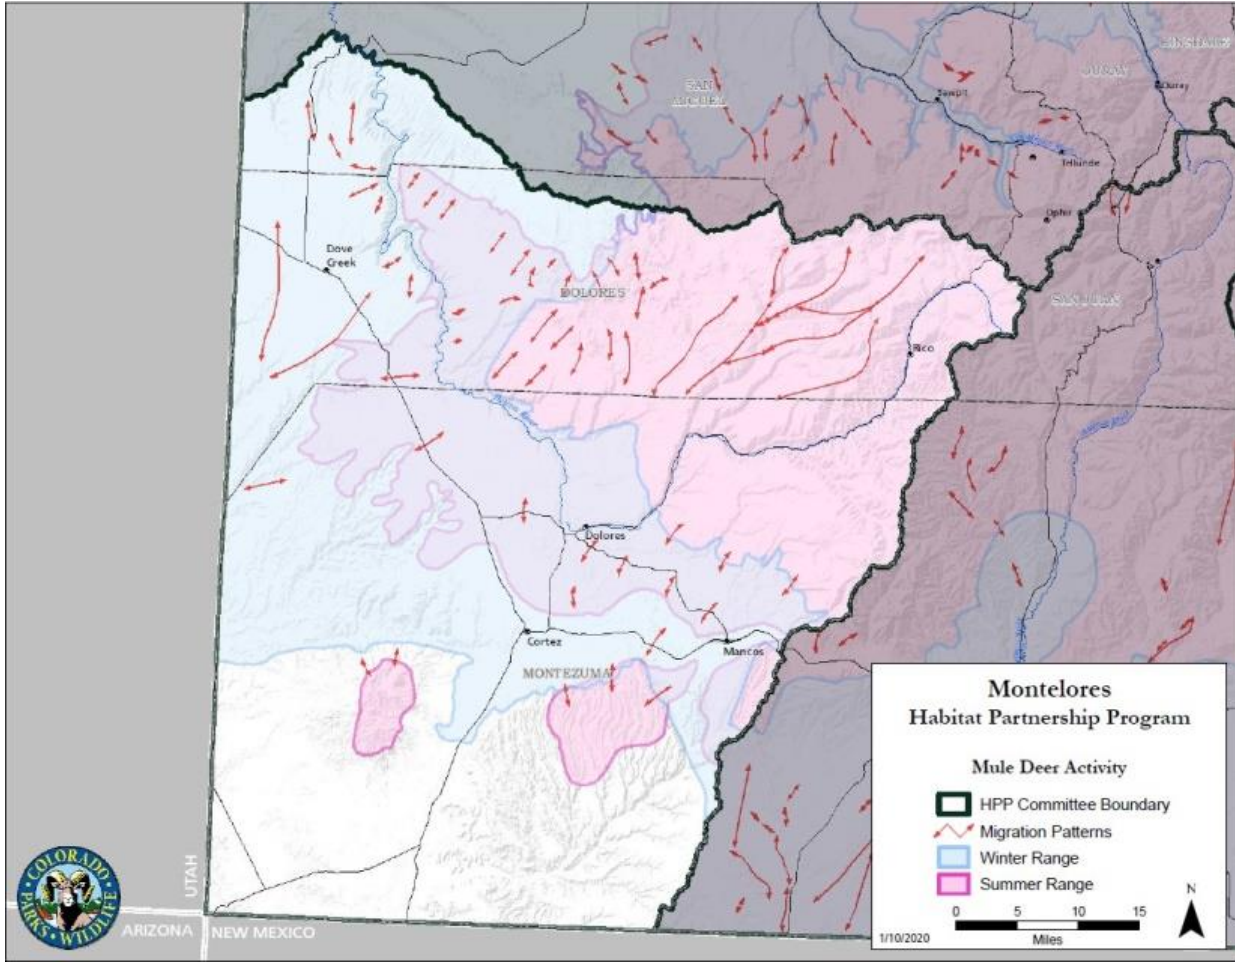 SAN
MIGUEL
OURAY
HINSDALE
Sawpit
Ouray
Telluride
Ophir
SAN JUAN
Dove
Creek
DOLORES
Rico
Dolores
Cortez
Mancos
MONTEZUMA
Montelores
Habitat Partnership Program
Mule Deer Activity
HPP Committee Boundary
Migration Patterns
Winter Range
Summer Range
0 5 10 15
Miles
N
1/10/2020
COLORADO
PARKS • WILDLIFE
UTAH
ARIZONA
NEW MEXICO